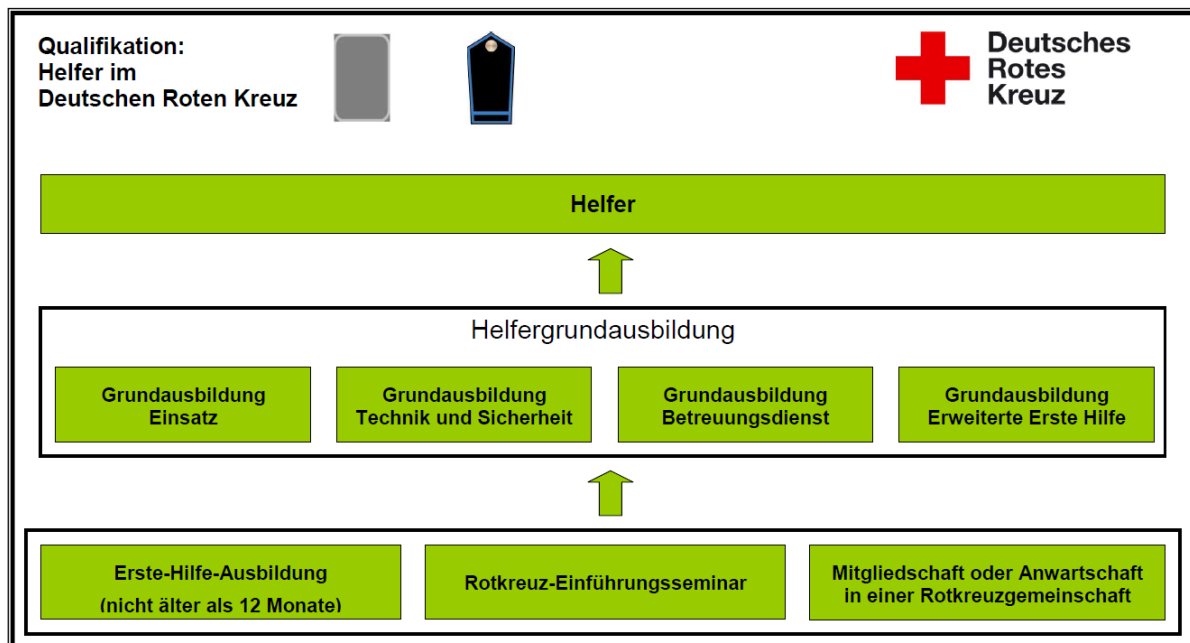 Qualifikation:
Helfer im
Deutschen Roten Kreuz
Deutsches
Rotes
Kreuz
Helfer
Helfergrundausbildung
Grundausbildung
Einsatz
Grundausbildung
Technik und Sicherheit
Grundausbildung
Betreuungsdienst
Grundausbildung
Erweiterte Erste Hilfe
Erste-Hilfe-Ausbildung
(nicht älter als 12 Monate)
Rotkreuz-Einführungsseminar
Mitgliedschaft oder Anwartschaft
in einer Rotkreuzgemeinschaft